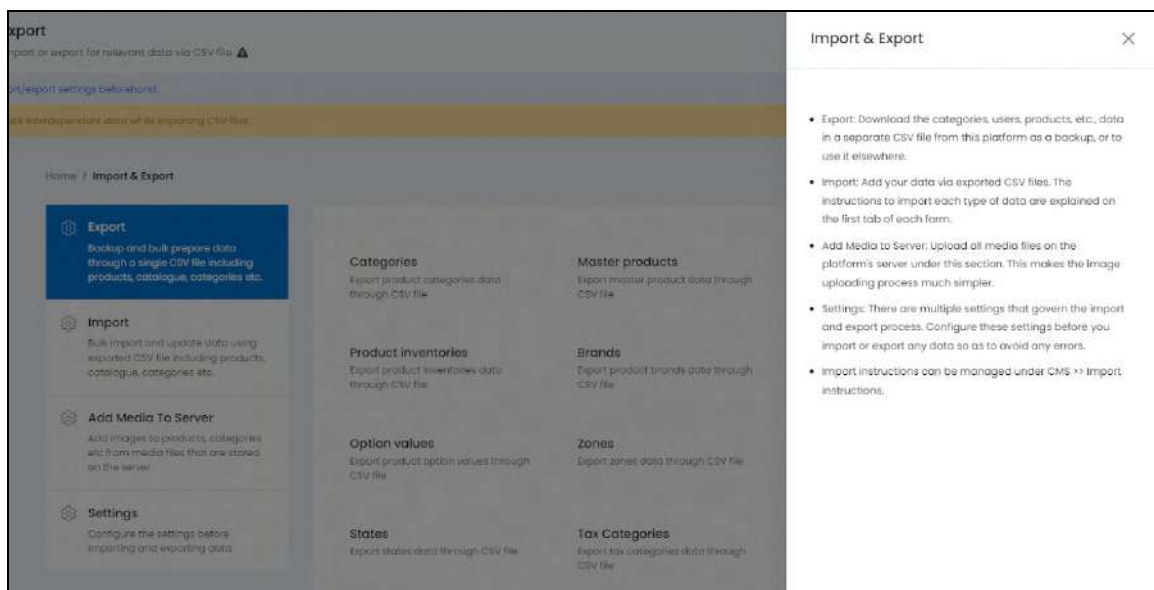 xport
mport or export for relevant data via CSV file
ort/export settings beforehand.
interdependent data while importing CSV files.
Home / Import & Export
Export
Backup and bulk prepare data
through a single CSV file including
products, catalogue, categories etc.
Import
Bulk import and update data using
exported CSV file including products,
catalogue, categories etc.
Add Media To Server
Add images to products, categories
etc from media files that are stored
on the server
Settings
Configure the settings before
importing and exporting data
Categories
Export product categories data
through CSV file
Master products
Export master product data through
CSV file
Product inventories
Export product inventories data
through CSV file
Brands
Export product brands data through
CSV file
Option values
Export product option values through
CSV file
Zones
Export zones data through CSV file
States
Export states data through CSV file
Tax Categories
Export tax categories data through
CSV file
Import & Export
• Export: Download the categories, users, products, etc., data
in a separate CSV file from this platform as a backup, or to
use it elsewhere.
• Import: Add your data via exported CSV files. The
instructions to import each type of data are explained on
the first tab of each form.
• Add Media to Server: Upload all media files on the
platform's server under this section. This makes the image
uploading process much simpler.
• Settings: There are multiple settings that govern the import
and export process. Configure these settings before you
import or export any data so as to avoid any errors.
• Import instructions can be managed under CMS >> Import
instructions.